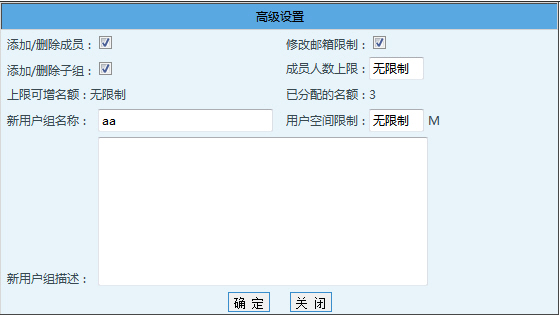 高级设置
添加/删除成员： 修改邮箱限制：
添加/删除子组： 成员人数上限：无限制
上限可增名额：无限制 已分配的名额：3
新用户组名称： aa 用户空间限制：无限制 M
新用户组描述：
确 定 关 闭